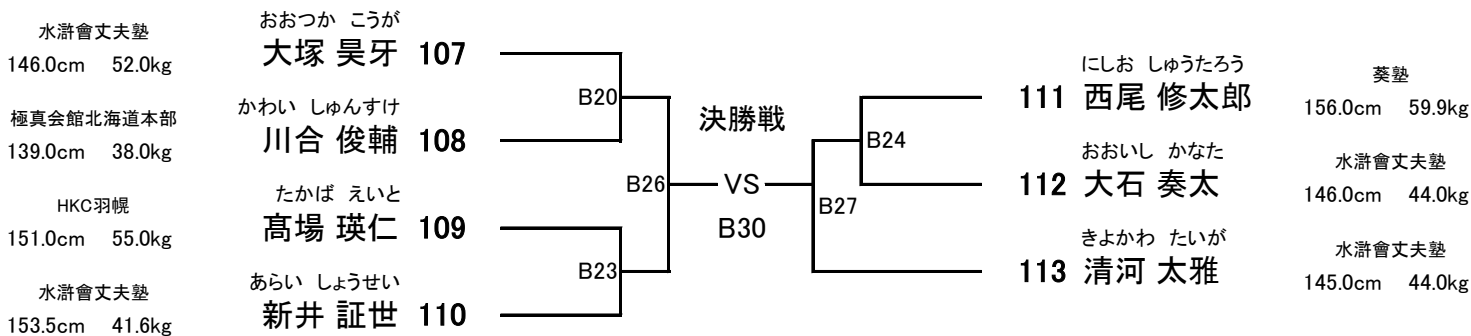 水滸會丈夫塾
146.0cm 52.0kg
おおつか こうが
大塚 昊牙 107
極真会館北海道本部
139.0cm 38.0kg
かわい しゅんすけ
川合 俊輔 108
HKC羽幌
151.0cm 55.0kg
たかば えいと
髙場 瑛仁 109
水滸會丈夫塾
153.5cm 41.6kg
あらい しょうせい
新井 証世 110
B20
B23
B26
決勝戦
VS
B30
B24
B27
にしお しゅうたろう
111 西尾 修太郎
葵塾
156.0cm 59.9kg
おおいし かなた
112 大石 奏太
水滸會丈夫塾
146.0cm 44.0kg
きよかわ たいが
113 清河 太雅
水滸會丈夫塾
145.0cm 44.0kg